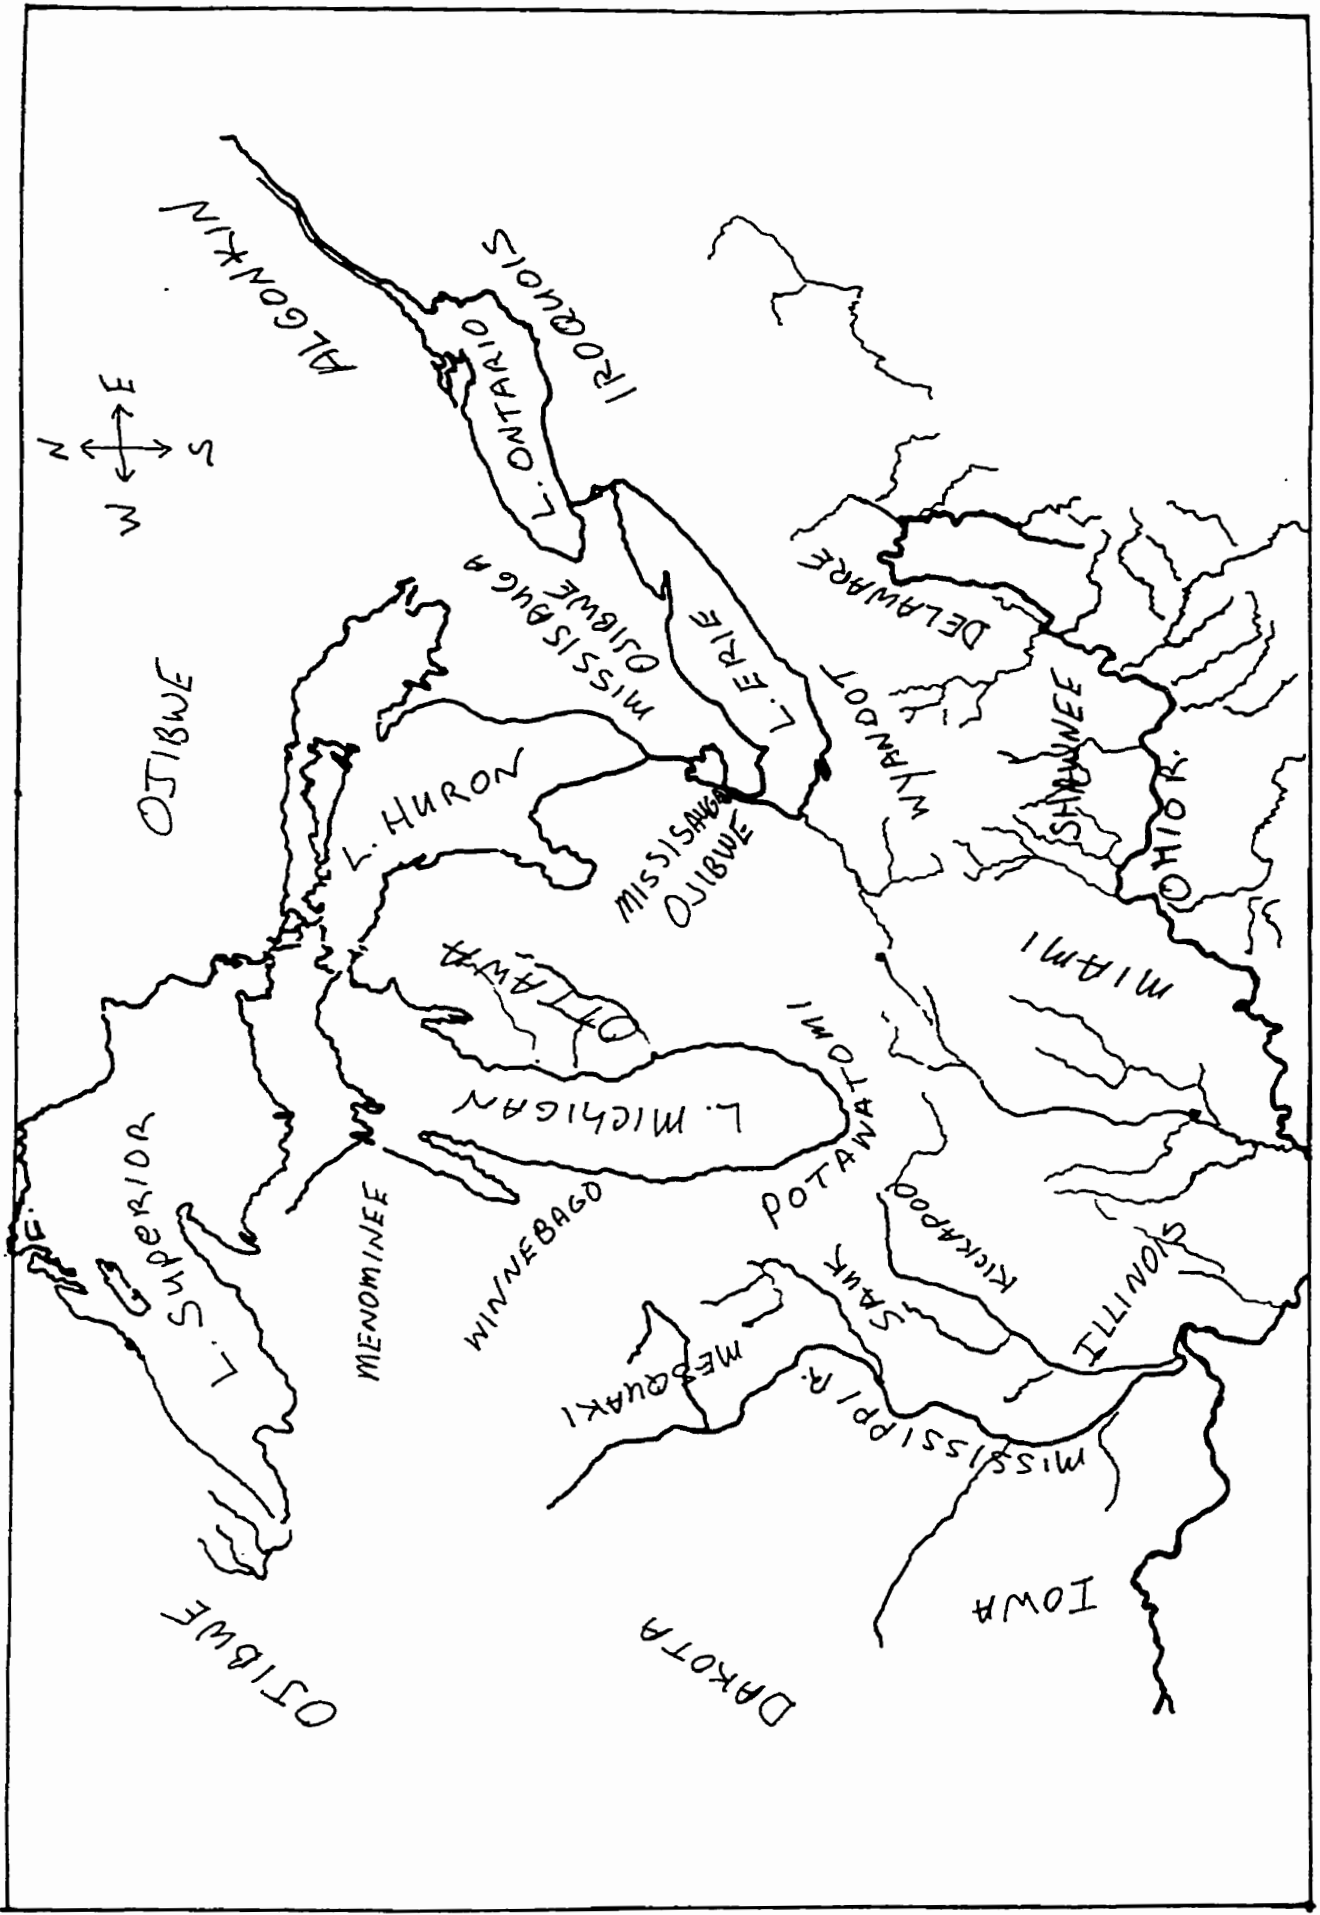 N
W
E
S
ALGONKIN
IROQUOIS
L. ONTARIO
OJIBWE
MISSISAUGA
OJIBWE
L. ERIE
L. HURON
DELAWARE
WYANDOT
SHAWNEE
OHIO R.
MISSISAUGA
OJIBWE
OTTAWA
MIAMI
L. MICHIGAN
POTAWATTOMI
L. SUPERIOR
MENOMINEE
WINNEBAGO
KICKAPOO
SAUK
ILLINOIS
MESQUAKI
MISSISSIPPI R.
OJIBWE
DAKOTA
IOWA